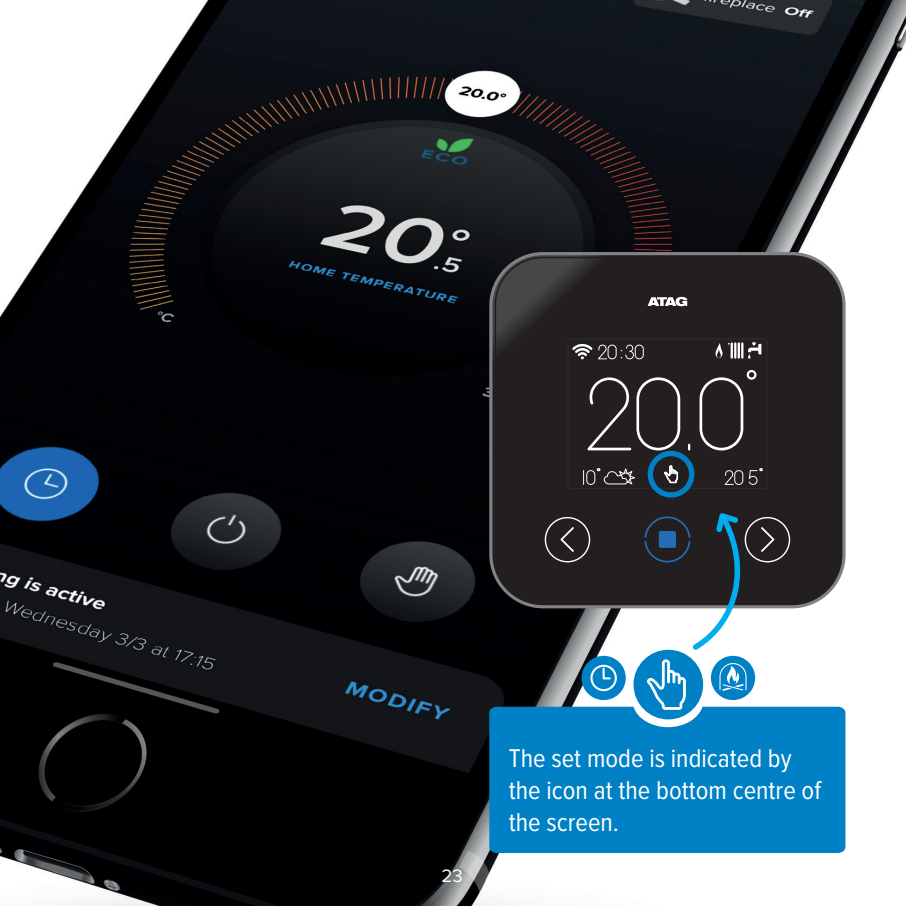 fireplace Off
20.0°
ECO
20°.5
HOME TEMPERATURE
°C
ng is active
Wednesday 3/3 at 17:15
MODIFY
ATAG
20:30
20.0°
10° 20 5°
The set mode is indicated by
the icon at the bottom centre of
the screen.
23